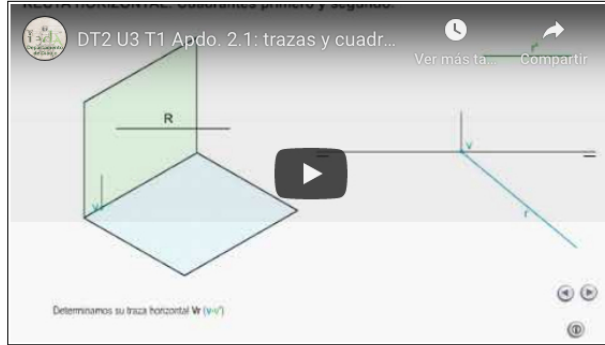 RECTA HORIZONTAL. Cuadrantes primero y segundo.
DT2 U3 T1 Apdo. 2.1: trazas y cuadr...
Ver más ta...
Compartir
r'
R
v
r
Determinamos su traza horizontal Vr (v-v')